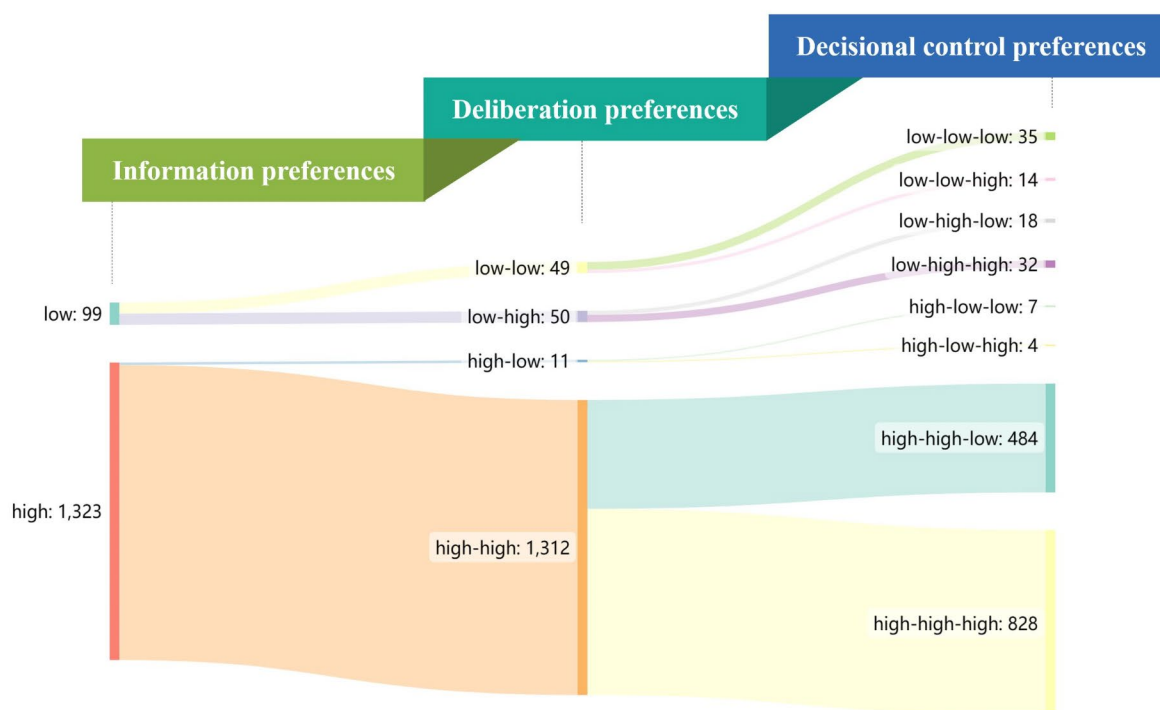 Decisional control preferences
Deliberation preferences
Information preferences
low: 99
high: 1,323
low-low: 49
low-high: 50
high-low: 11
high-high: 1,312
low-low-low: 35
low-low-high: 14
low-high-low: 18
low-high-high: 32
high-low-low: 7
high-low-high: 4
high-high-low: 484
high-high-high: 828